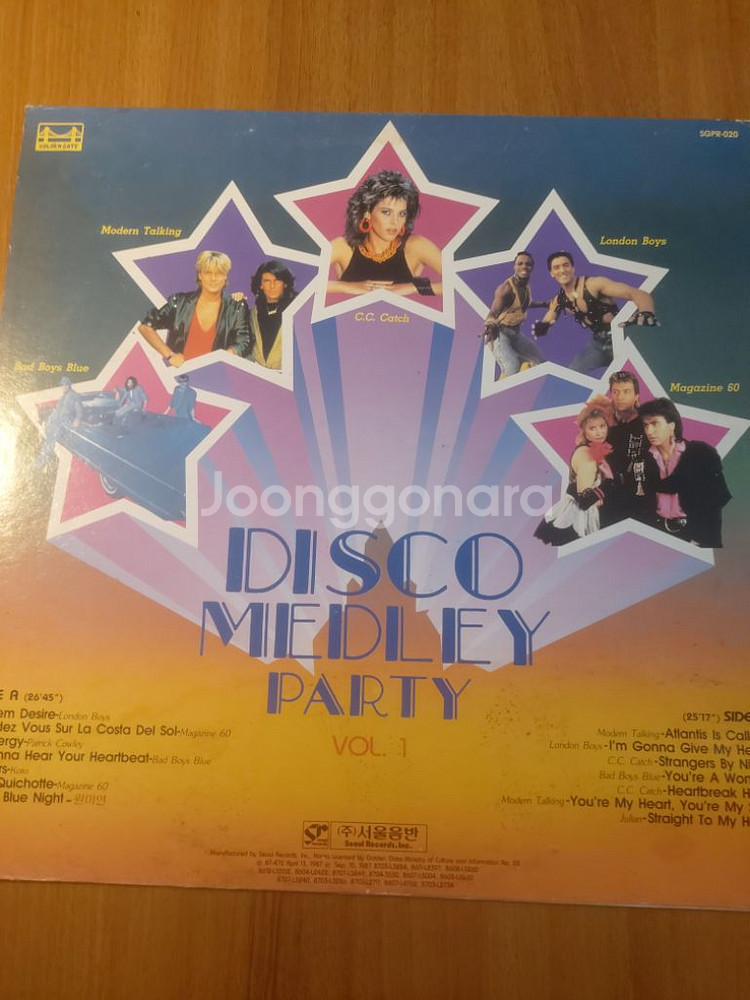 GOLDEN GATE
SGPR-020
Modern Talking
London Boys
C.C. Catch
Bad Boys Blue
Magazine 60
Joonggonara
DISCO
MEDLEY
PARTY
VOL. 1
E A (26'45")
em Desire-London Boys
dez Vous Sur La Costa Del Sol-Magazine 60
ergy-Patrick Cowley
nna Hear Your Heartbeat-Bad Boys Blue
rs-Koto
Quichotte-Magazine 60
Blue Night-
(25'17") SIDE
Modern Talking-Atlantis Is Calli
London Boys-I'm Gonna Give My He
C.C. Catch-Strangers By Ni
Bad Boys Blue-You're A Wom
C.C. Catch-Heartbreak H
Modern Talking-You're My Heart, You're My S
Julian-Straight To My H
SR (주)서울음반
Seoul Records, Inc.